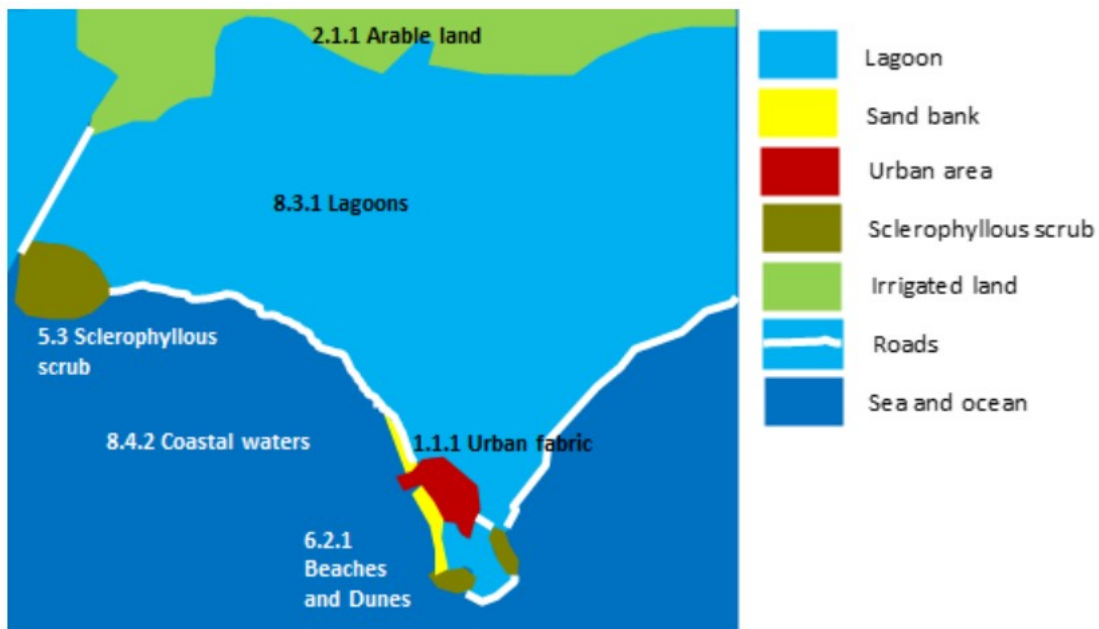 2.1.1 Arable land
8.3.1 Lagoons
5.3 Sclerophyllous
scrub
8.4.2 Coastal waters
1.1.1 Urban fabric
6.2.1
Beaches
and Dunes
Lagoon
Sand bank
Urban area
Sclerophyllous scrub
Irrigated land
Roads
Sea and ocean